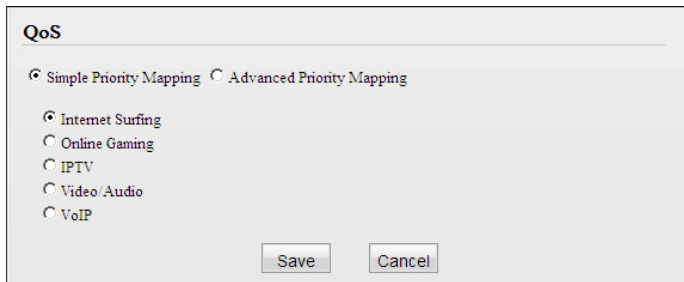 QoS
Simple Priority Mapping Advanced Priority Mapping
Internet Surfing
Online Gaming
IPTV
Video/Audio
VoIP
Save Cancel